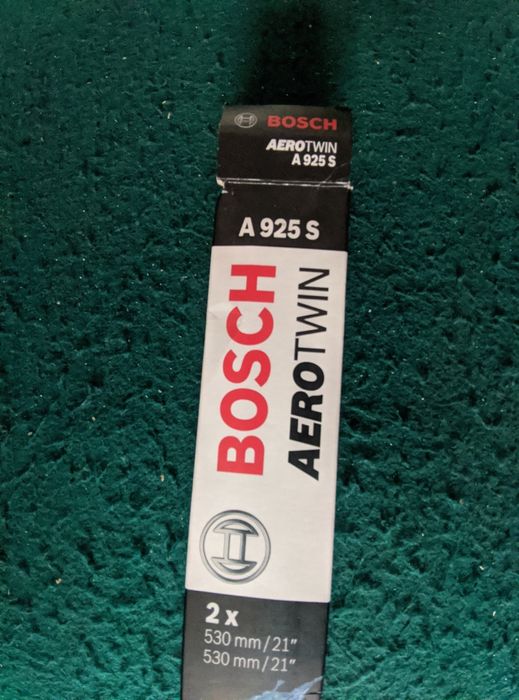 BOSCH
AEROTWIN
A 925 S
A 925 S
BOSCH
AEROTWIN
2 x
530 mm / 21"
530 mm / 21"